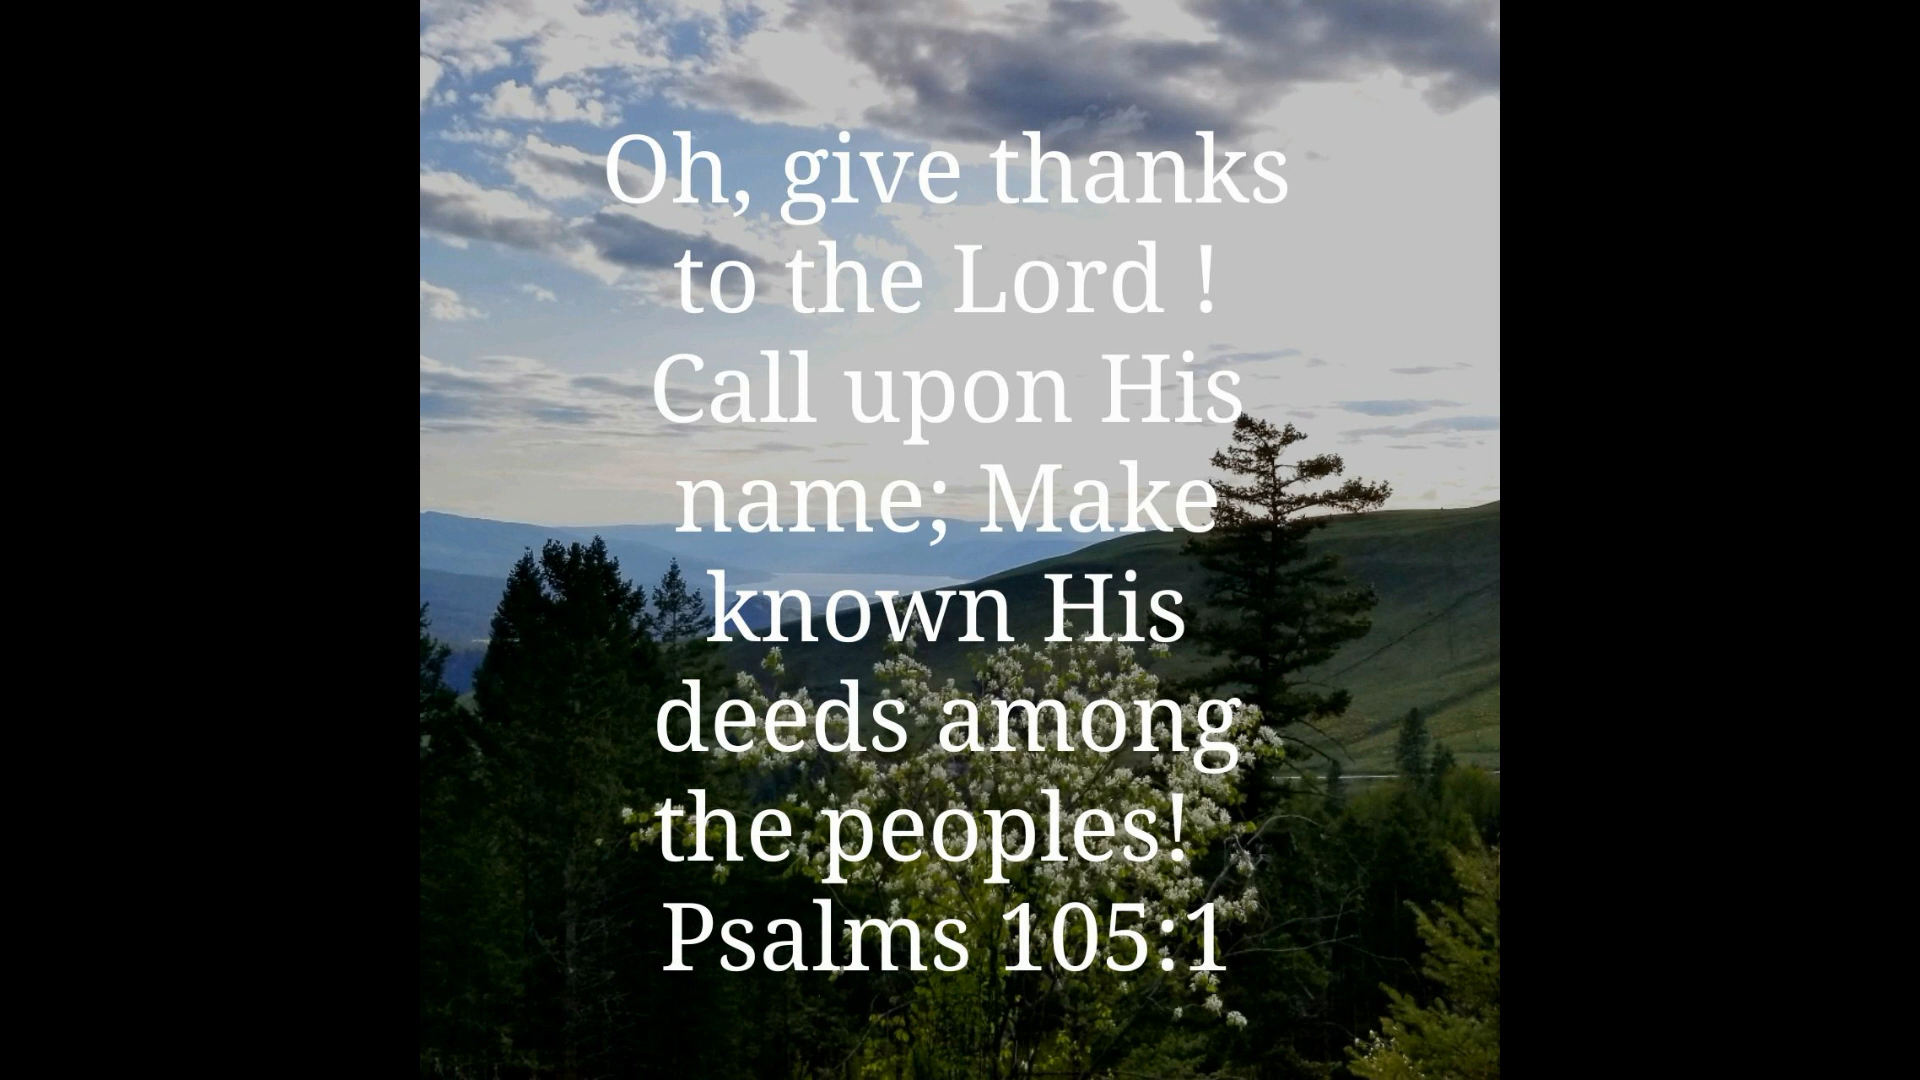 Oh, give thanks
to the Lord !
Call upon His
name; Make
known His
deeds among
the peoples!
Psalms 105:1